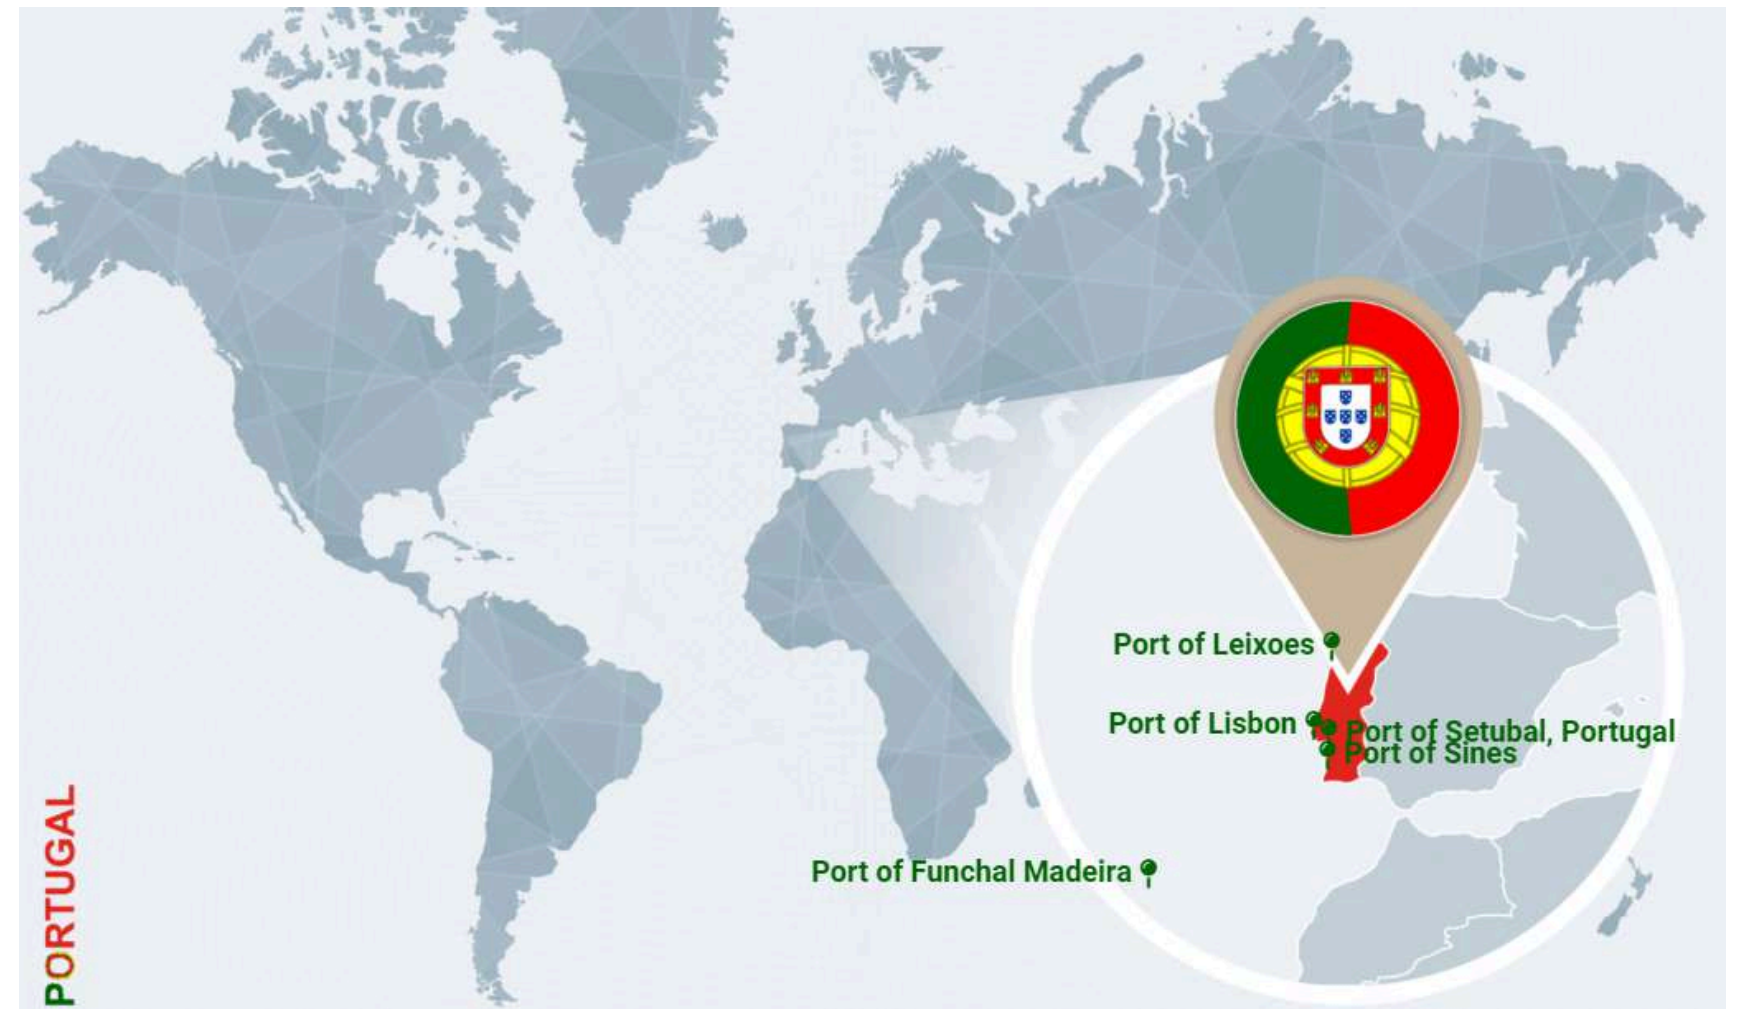 Port of Leixoes
Port of Lisbon
Port of Setubal, Portugal
Port of Sines
Port of Funchal Madeira
PORTUGAL